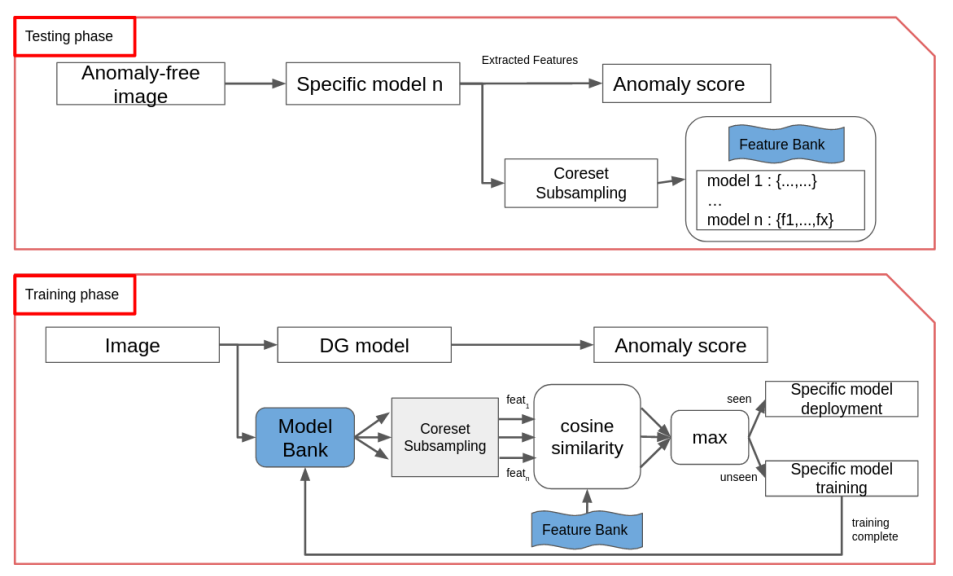 Testing phase
Anomaly-free
image
Specific model n
Extracted Features
Anomaly score
Coreset
Subsampling
Feature Bank
model 1 : {...,...}
...
model n : {f1,...,fx}
Training phase
Image
DG model
Anomaly score
Model
Bank
Coreset
Subsampling
feat1
featn
cosine
similarity
Feature Bank
max
seen
unseen
Specific model
deployment
Specific model
training
training
complete